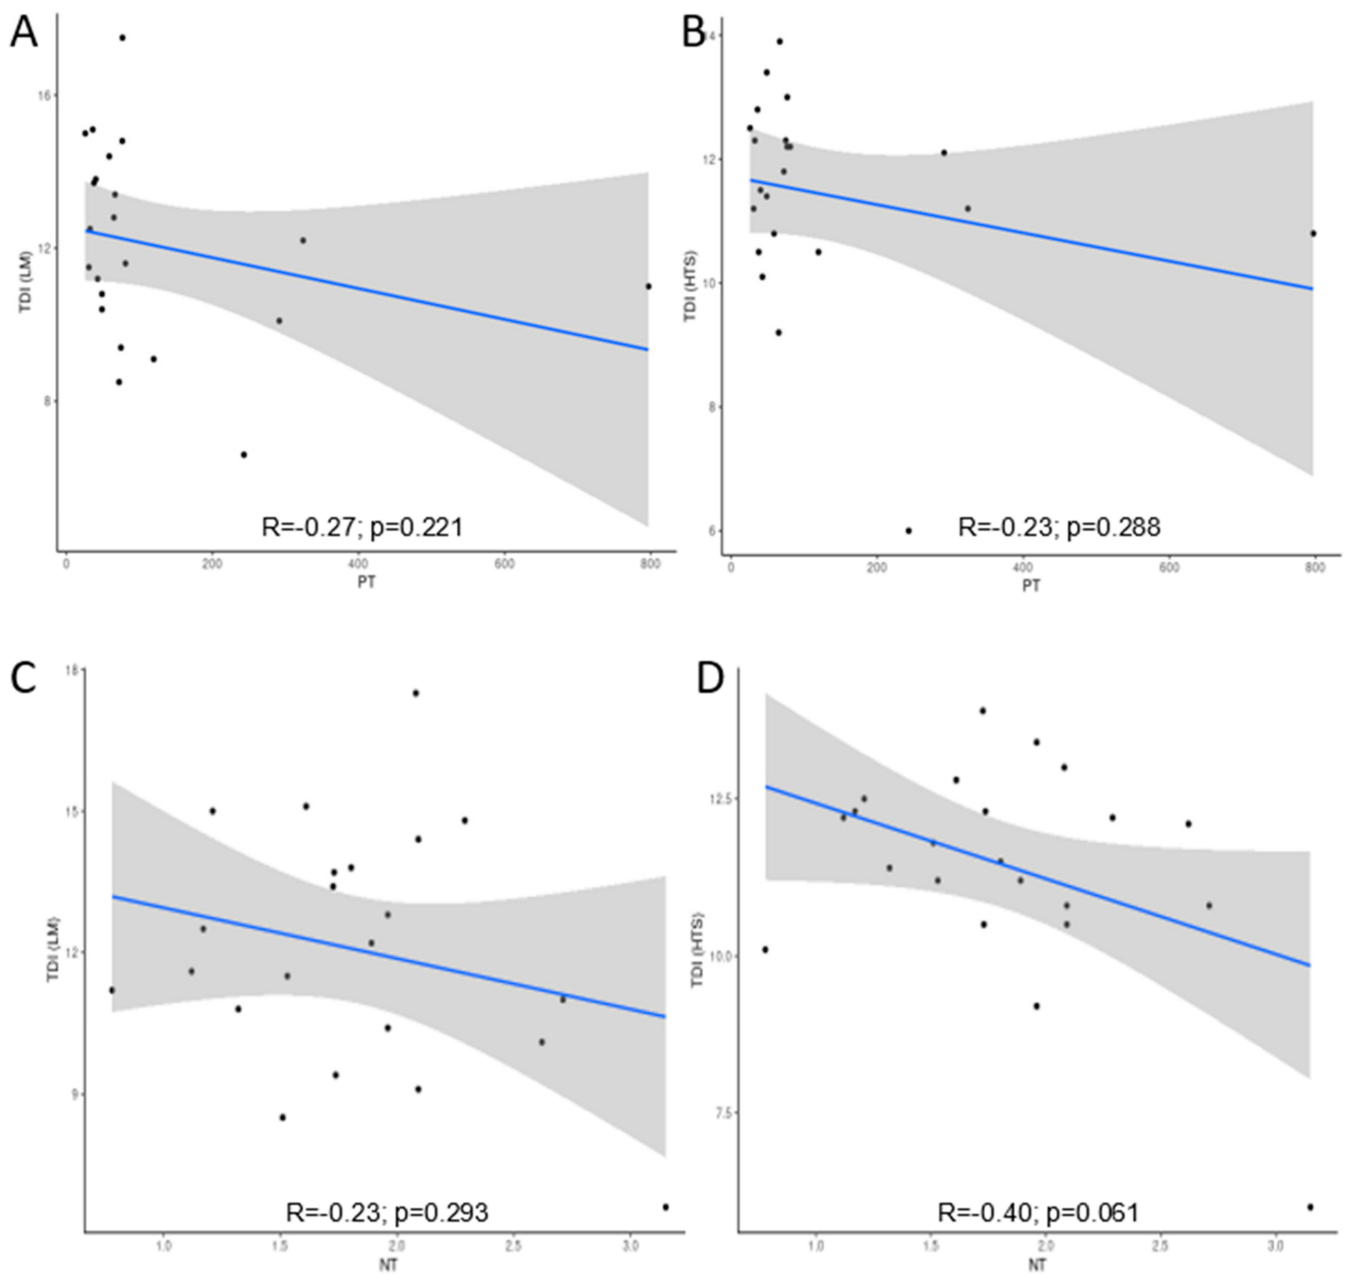 A
16
12
8
TDI (LM)
R=-0.27; p=0.221
0 200 400 600 800
PT
B
14
12
10
8
6
TDI (HTS)
R=-0.23; p=0.288
0 200 400 600 800
PT
C
18
15
12
9
TDI (LM)
R=-0.23; p=0.293
1.0 1.5 2.0 2.5 3.0
NT
D
12.5
10.0
7.5
TDI (HTS)
R=-0.40; p=0.061
1.0 1.5 2.0 2.5 3.0
NT